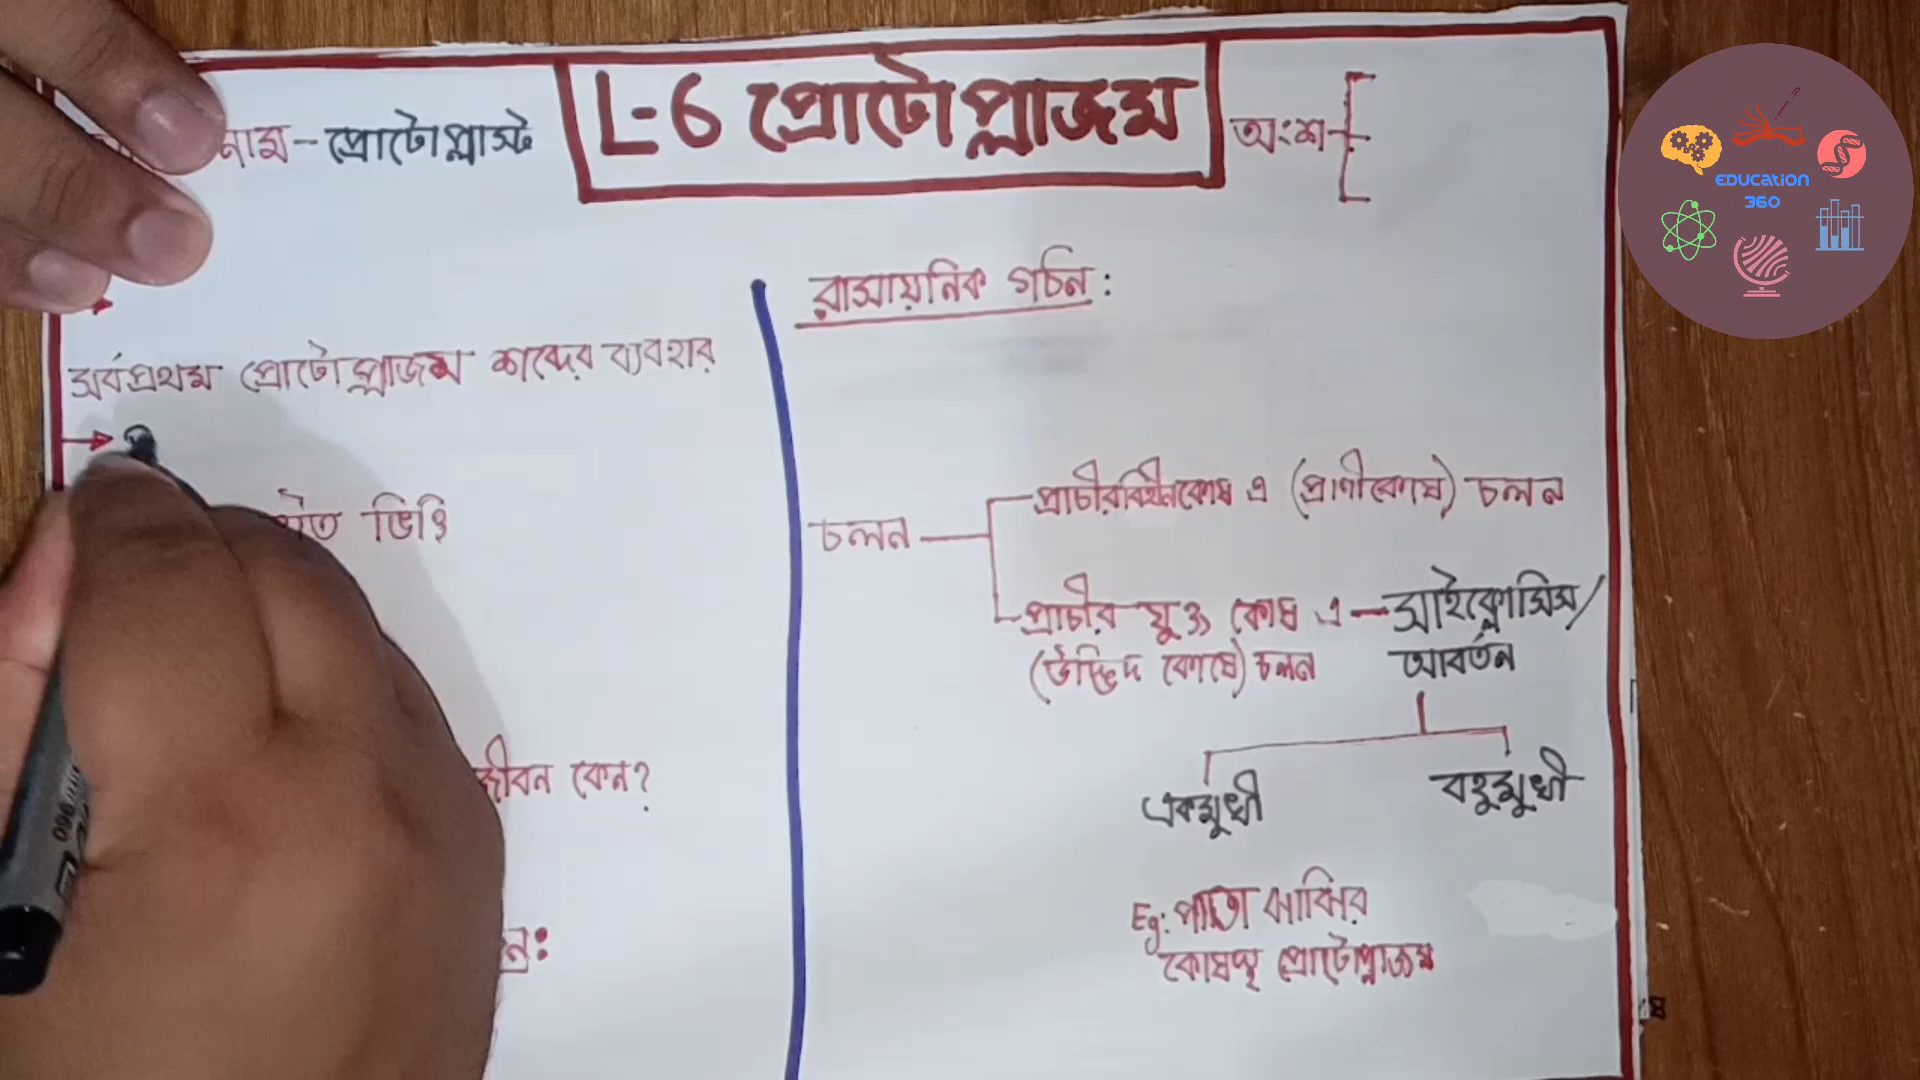 নাম - প্রোটোপ্লাস্ট
L-6 প্রোটোপ্লাজম
অংশ
সর্বপ্রথম প্রোটোপ্লাজম শব্দের ব্যবহার
ভিত্তি
জীবন কেন?
রাসায়নিক গঠন:
চলন
প্রাচীরবিহীনকোষ এ (প্রাণীকোষে) চলন
প্রাচীর যুক্ত কোষ এ - সাইক্লোসিস/
(উদ্ভিদ কোষে) চলন আবর্তন
একমুখী বহুমুখী
Eg: পাতা ঝাঝির
কোষস্থ প্রোটোপ্লাজম
EDUCATION
360